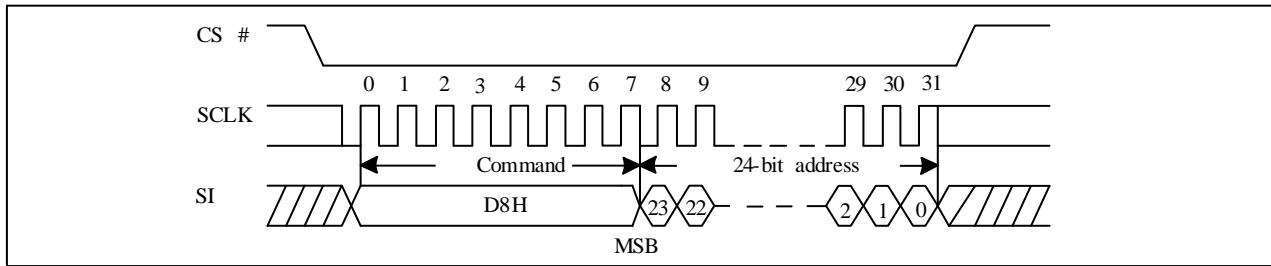 CS #
0 1 2 3 4 5 6 7 8 9 29 30 31
SCLK
Command 24-bit address
SI D8H 23 22 2 1 0
MSB